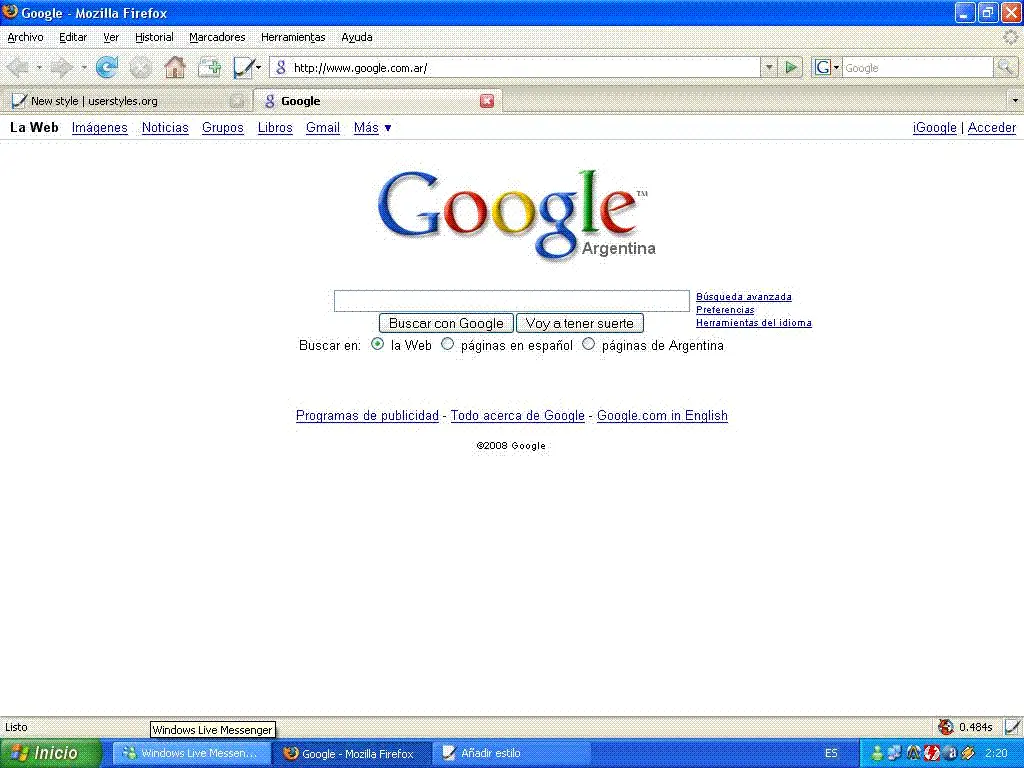 Google - Mozilla Firefox
Archivo Editar Ver Historial Marcadores Herramientas Ayuda
http://www.google.com.ar/ G Google
New style | userstyles.org Google
La Web Imágenes Noticias Grupos Libros Gmail Más ▼ iGoogle | Acceder
Google™
Argentina
Búsqueda avanzada
Preferencias
Herramientas del idioma
Buscar con Google Voy a tener suerte
Buscar en: la Web páginas en español páginas de Argentina
Programas de publicidad - Todo acerca de Google - Google.com in English
©2008 Google
Listo 0.484s
Windows Live Messenger
Inicio Windows Live Messen... Google - Mozilla Firefox Añadir estilo ES 2:20